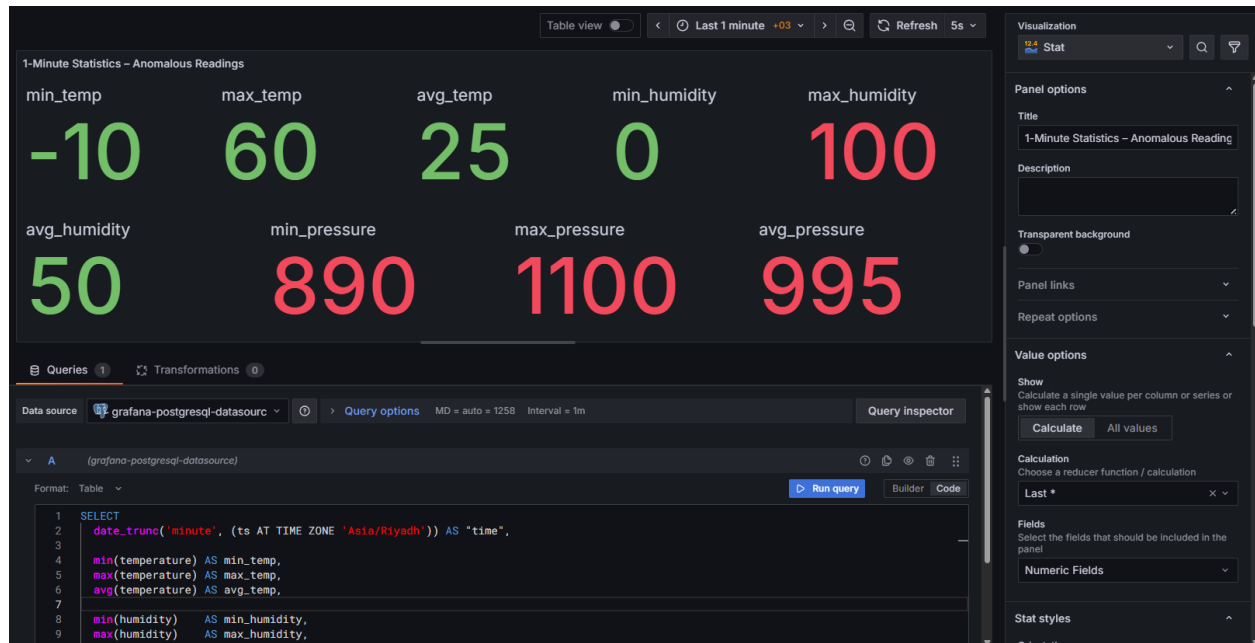 Table view
Last 1 minute +03
Refresh 5s
1-Minute Statistics – Anomalous Readings
min_temp max_temp avg_temp min_humidity max_humidity
-10 60 25 0 100
avg_humidity min_pressure max_pressure avg_pressure
50 890 1100 995
Queries 1 Transformations 0
Data source grafana-postgresql-datasourc Query options MD = auto = 1258 Interval = 1m Query inspector
A (grafana-postgresql-datasource)
Format: Table Run query Builder Code
1 SELECT
2 date_trunc('minute', (ts AT TIME ZONE 'Asia/Riyadh')) AS "time",
3
4 min(temperature) AS min_temp,
5 max(temperature) AS max_temp,
6 avg(temperature) AS avg_temp,
7
8 min(humidity) AS min_humidity,
9 max(humidity) AS max_humidity,
Visualization
12.4 Stat
Panel options
Title
1-Minute Statistics – Anomalous Reading
Description
Transparent background
Panel links
Repeat options
Value options
Show
Calculate a single value per column or series or
show each row
Calculate All values
Calculation
Choose a reducer function / calculation
Last *
Fields
Select the fields that should be included in the
panel
Numeric Fields
Stat styles